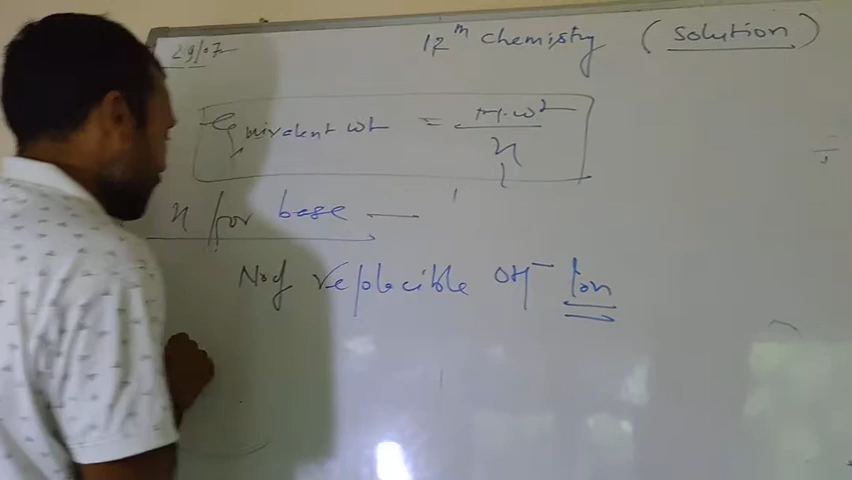 29/07
12th chemistry (solution)
Equivalent wt = M.wt / n
n for base —
No of replacible OH⁻ Ion